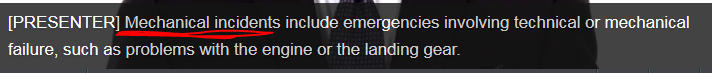 [PRESENTER] Mechanical incidents include emergencies involving technical or mechanical
failure, such as problems with the engine or the landing gear.